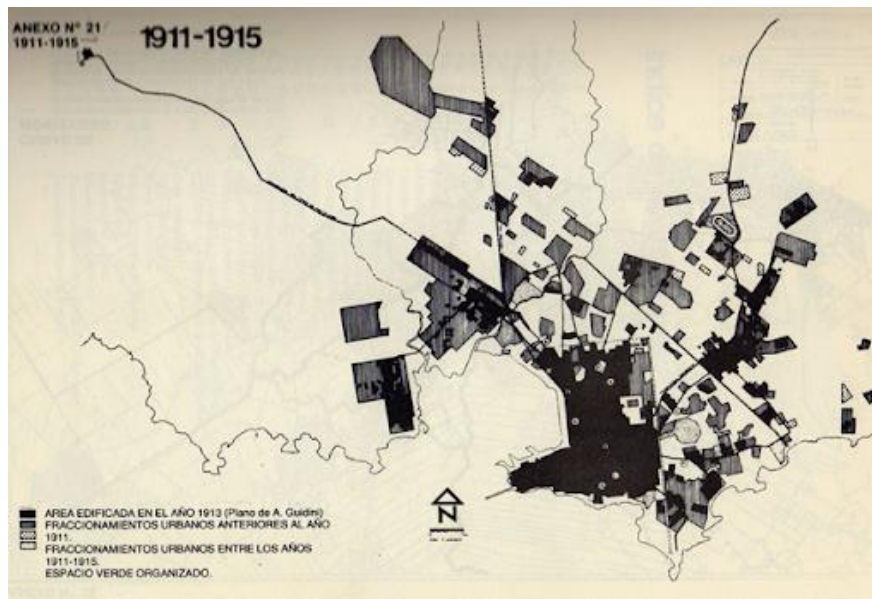 ANEXO Nº 21
1911-1915
1911-1915
AREA EDIFICADA EN EL AÑO 1913 (Plano de A. Guidini)
FRACCIONAMIENTOS URBANOS ANTERIORES AL AÑO
1911.
FRACCIONAMIENTOS URBANOS ENTRE LOS AÑOS
1911-1915.
ESPACIO VERDE ORGANIZADO.
N